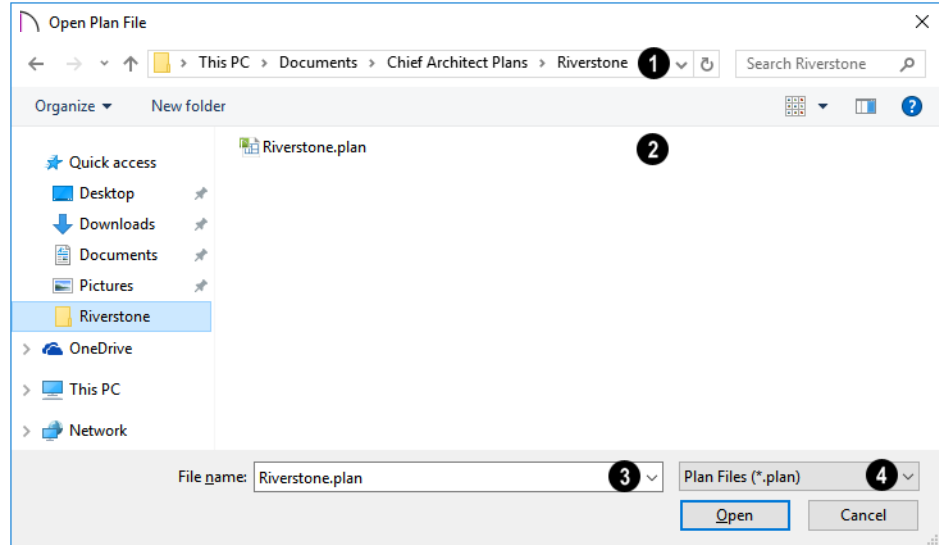 Open Plan File
This PC > Documents > Chief Architect Plans > Riverstone 1 Search Riverstone
Organize New folder ?
Riverstone.plan 2
Quick access
Desktop
Downloads
Documents
Pictures
Riverstone
OneDrive
This PC
Network
File name: Riverstone.plan 3 Plan Files (*.plan) 4
Open Cancel